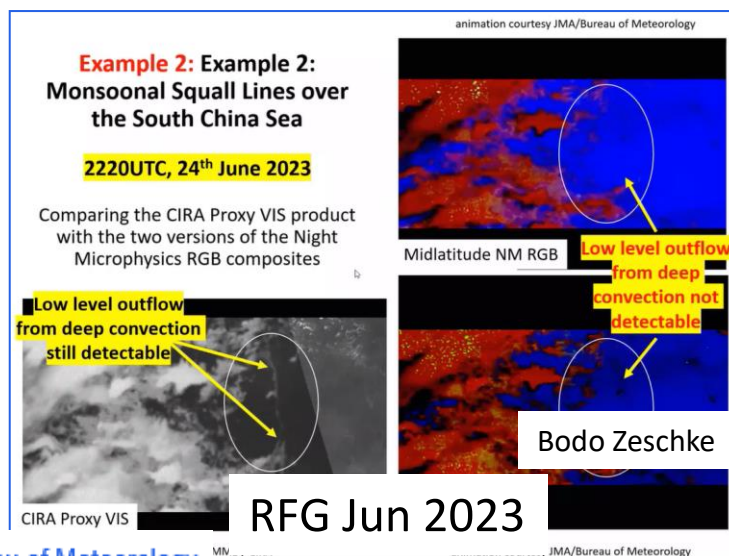 animation courtesy JMA/Bureau of Meteorology
Example 2: Example 2:
Monsoonal Squall Lines over
the South China Sea
2220UTC, 24th June 2023
Comparing the CIRA Proxy VIS product
with the two versions of the Night
Microphysics RGB composites
Midlatitude NM RGB
Low level outflow
from deep
convection not
detectable
Low level outflow
from deep convection
still detectable
Bodo Zeschke
CIRA Proxy VIS
RFG Jun 2023
of Meteorology
JMA/Bureau of Meteorology